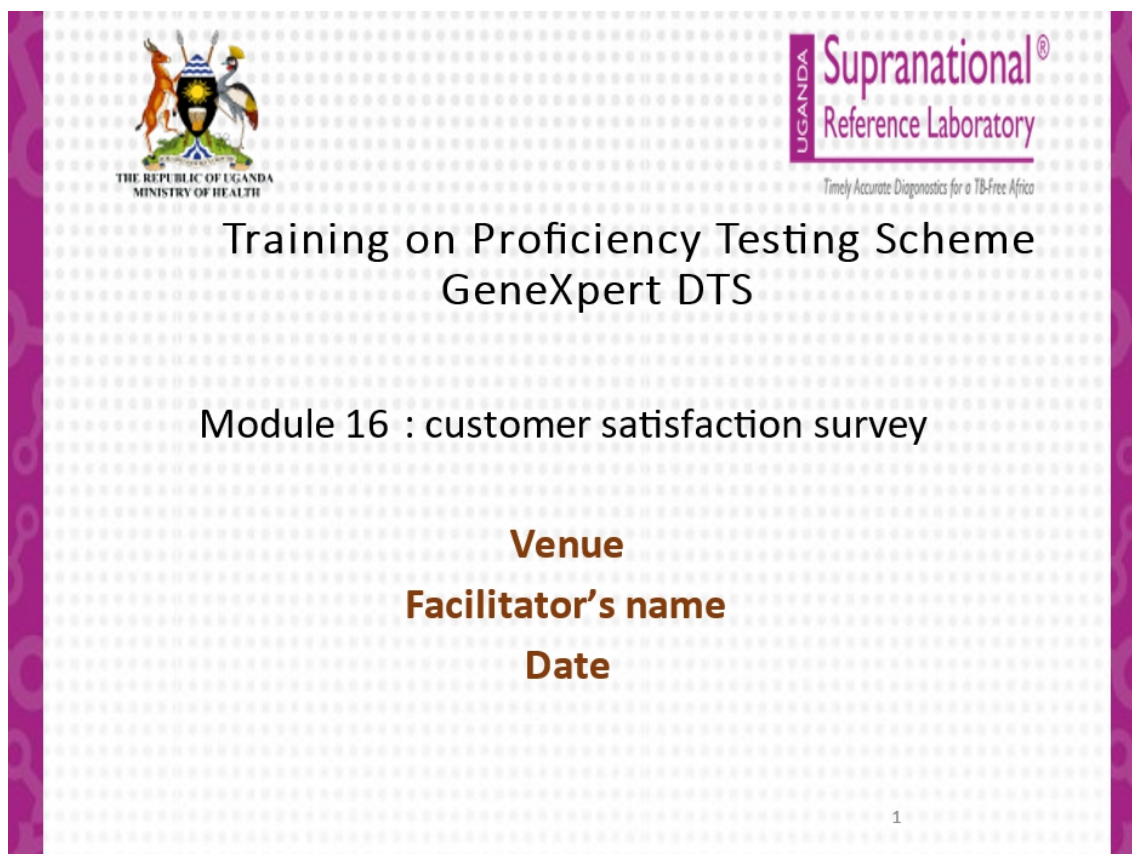 THE REPUBLIC OF UGANDA
MINISTRY OF HEALTH
UGANDA
Supranational®
Reference Laboratory
Timely Accurate Diagonostics for a TB-Free Africa
Training on Proficiency Testing Scheme
GeneXpert DTS
Module 16 : customer satisfaction survey
Venue
Facilitator’s name
Date
1